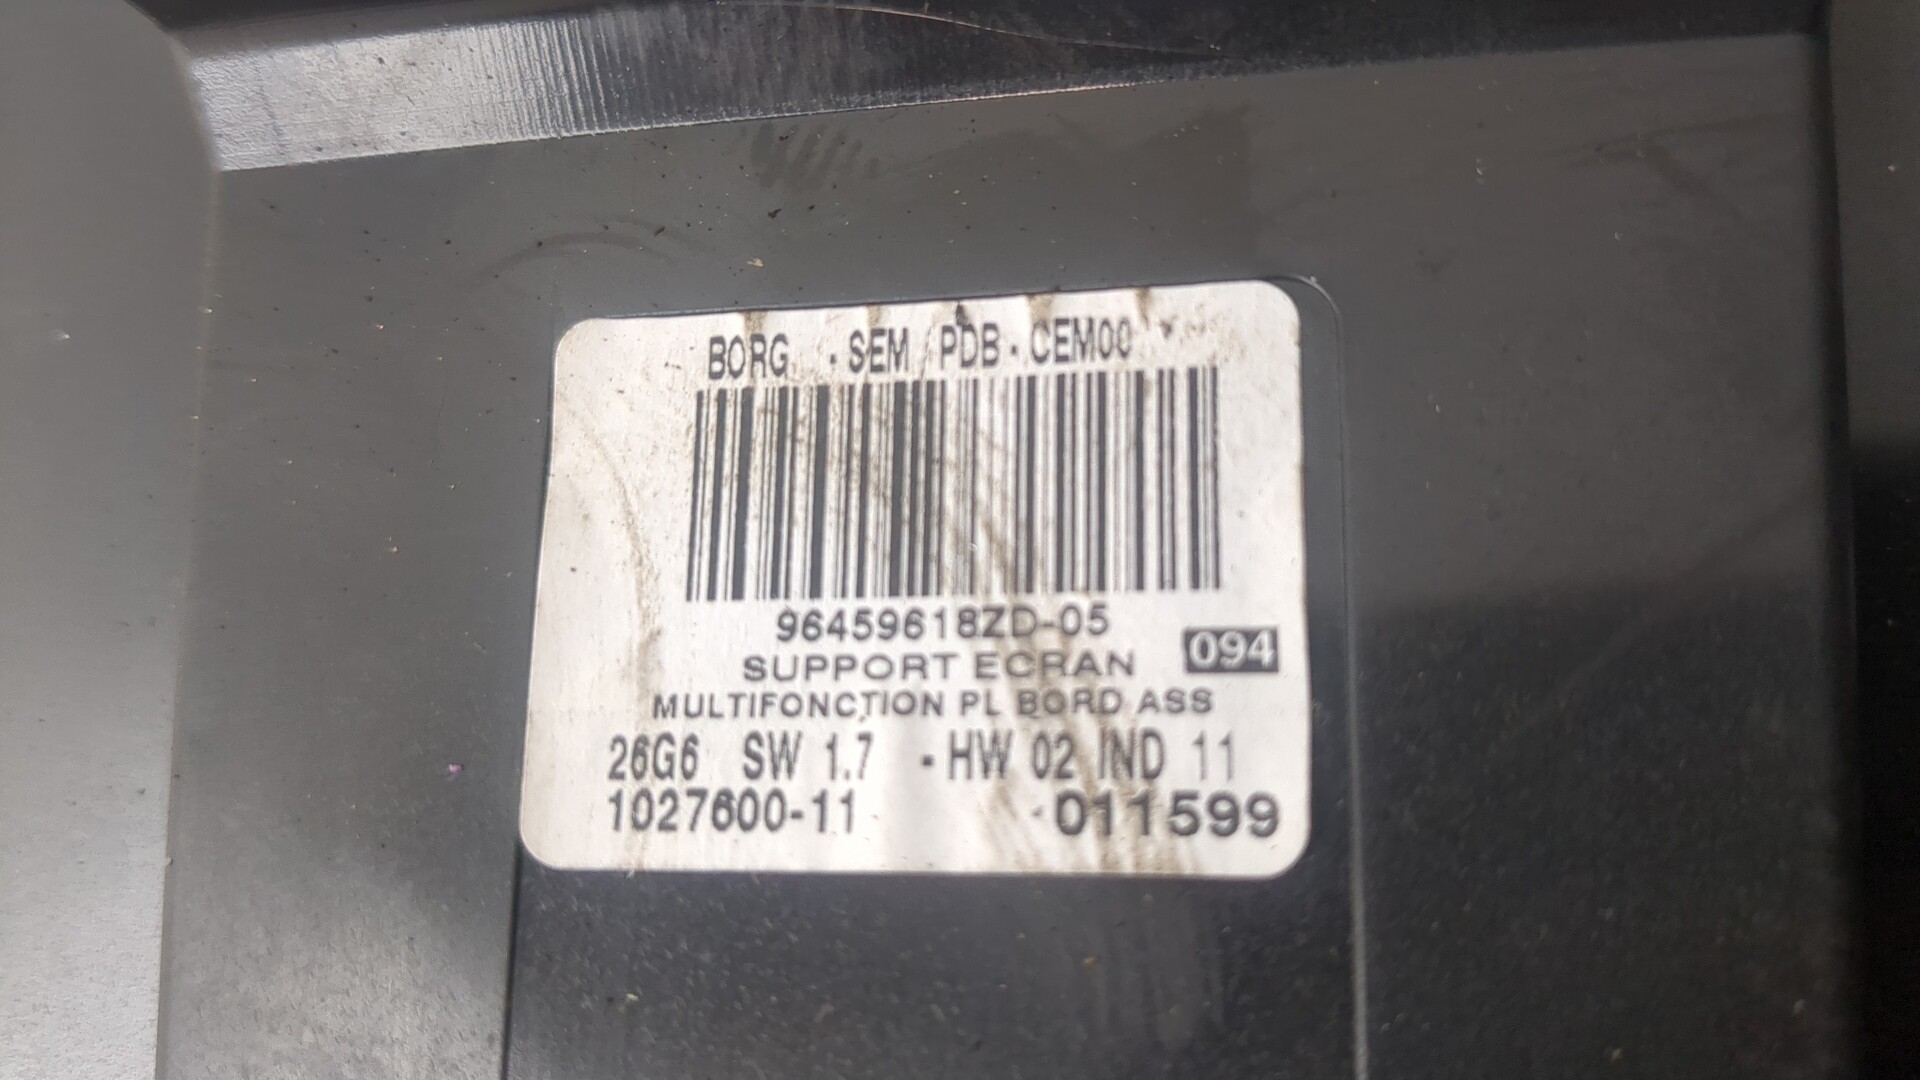 BORG - SEM PDB - CEM00
96459618ZD-05
094
SUPPORT ECRAN
MULTIFONCTION PL BORD ASS
26G6 SW 1.7 - HW 02 IND 11
1027600-11 011599